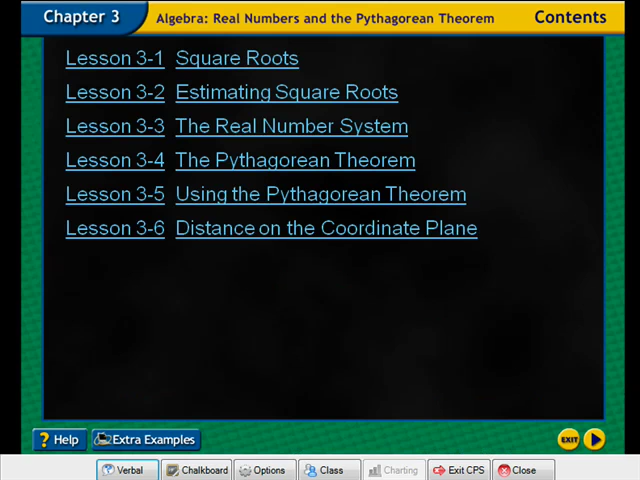 Chapter 3 Algebra: Real Numbers and the Pythagorean Theorem Contents
Lesson 3-1 Square Roots
Lesson 3-2 Estimating Square Roots
Lesson 3-3 The Real Number System
Lesson 3-4 The Pythagorean Theorem
Lesson 3-5 Using the Pythagorean Theorem
Lesson 3-6 Distance on the Coordinate Plane
? Help Extra Examples EXIT
Verbal Chalkboard Options Class Charting Exit CPS Close